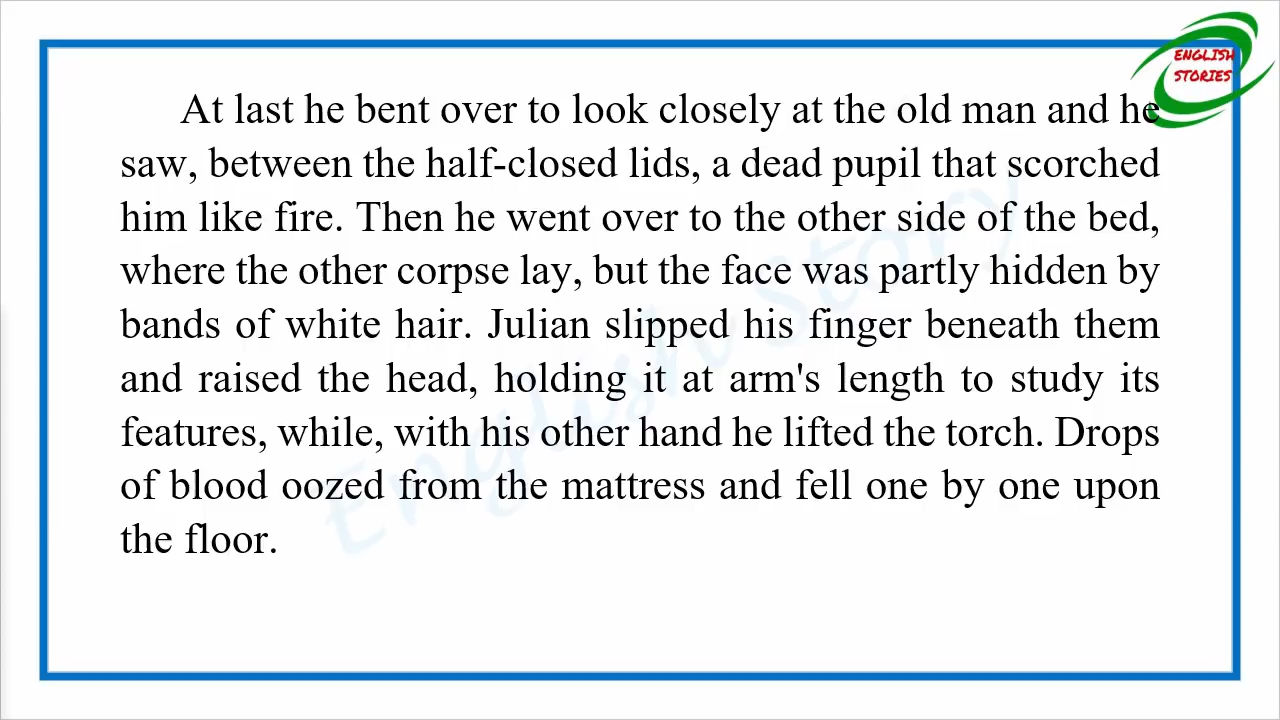 ENGLISH
STORIES
At last he bent over to look closely at the old man and he
saw, between the half-closed lids, a dead pupil that scorched
him like fire. Then he went over to the other side of the bed,
where the other corpse lay, but the face was partly hidden by
bands of white hair. Julian slipped his finger beneath them
and raised the head, holding it at arm's length to study its
features, while, with his other hand he lifted the torch. Drops
of blood oozed from the mattress and fell one by one upon
the floor.
English Story